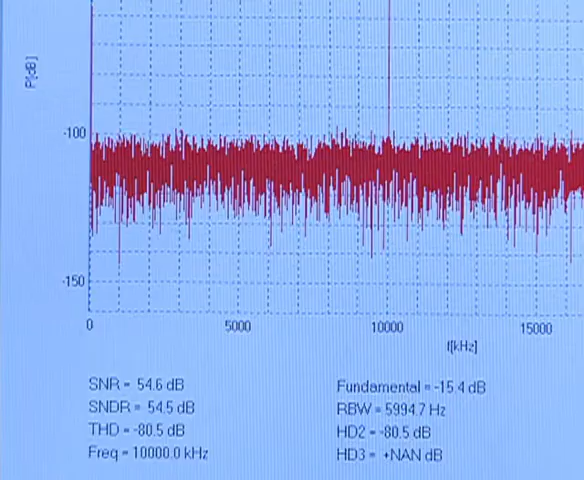 P[dB]
-100
-150
0 5000 10000 15000
f[kHz]
SNR = 54.6 dB
SNDR = 54.5 dB
THD = -80.5 dB
Freq = 10000.0 kHz
Fundamental = -15.4 dB
RBW = 5994.7 Hz
HD2 = -80.5 dB
HD3 = +NAN dB